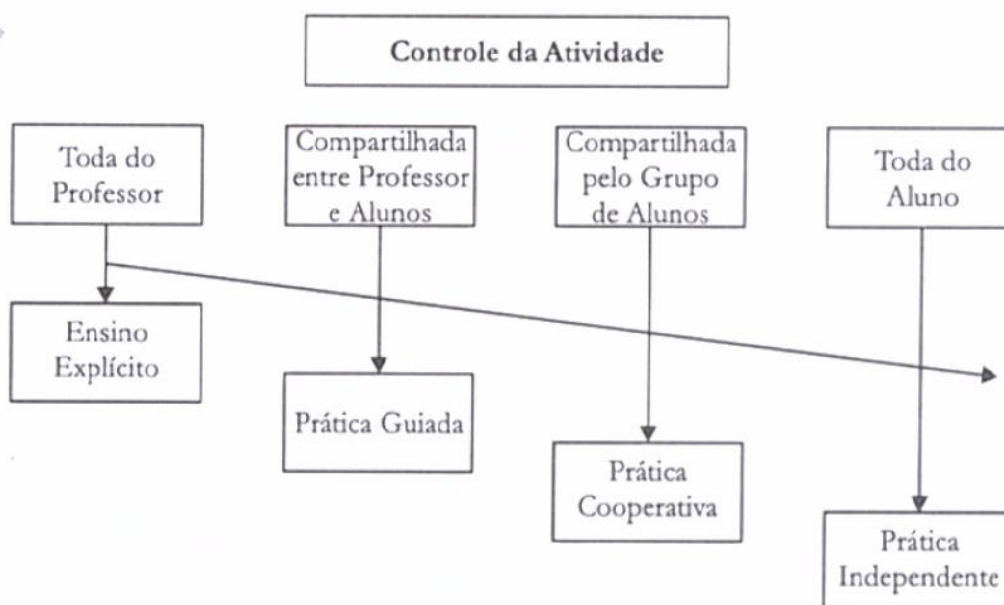 Controle da Atividade
Toda do
Professor
Compartilhada
entre Professor
e Alunos
Compartilhada
pelo Grupo
de Alunos
Toda do
Aluno
Ensino
Explícito
Prática Guiada
Prática
Cooperativa
Prática
Independente